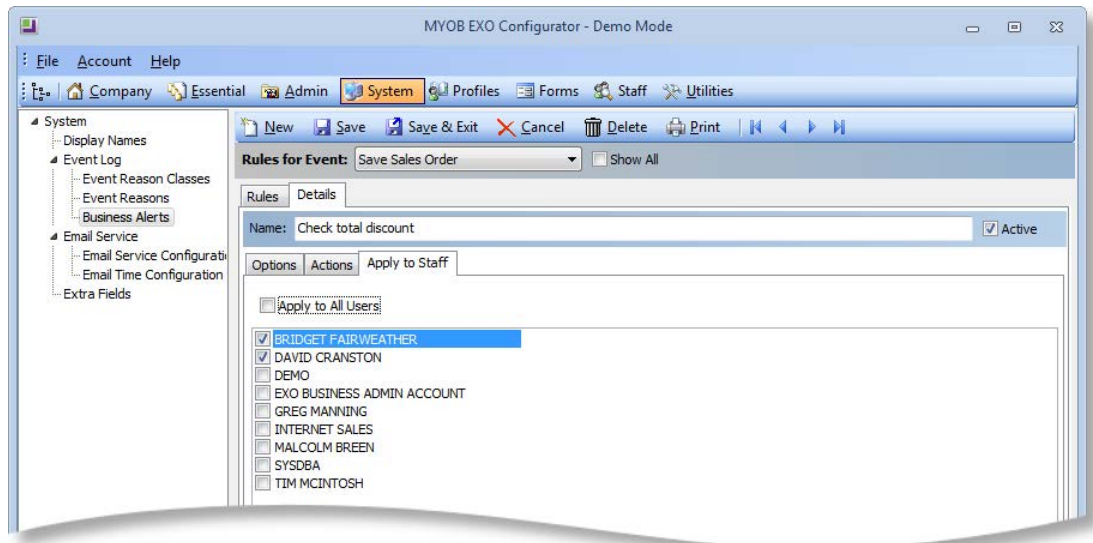 MYOB EXO Configurator - Demo Mode
File Account Help
Company Essential Admin System Profiles Forms Staff Utilities
System
Display Names
Event Log
Event Reason Classes
Event Reasons
Business Alerts
Email Service
Email Service Configurati
Email Time Configuration
Extra Fields
New Save Save & Exit Cancel Delete Print
Rules for Event: Save Sales Order Show All
Rules Details
Name: Check total discount Active
Options Actions Apply to Staff
Apply to All Users
BRIDGET FAIRWEATHER
DAVID CRANSTON
DEMO
EXO BUSINESS ADMIN ACCOUNT
GREG MANNING
INTERNET SALES
MALCOLM BREEN
SYSDBA
TIM MCINTOSH